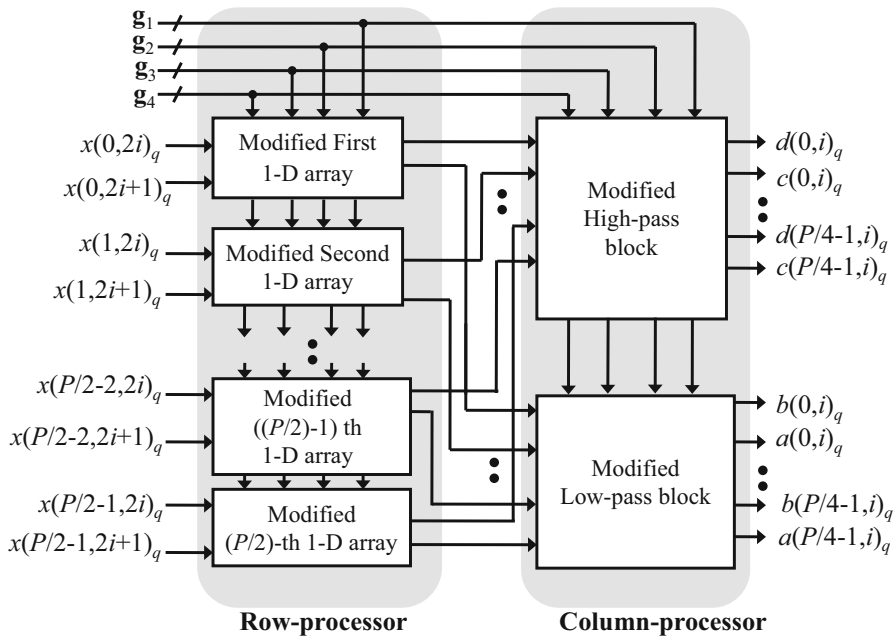 g1
g2
g3
g4
x(0,2i)q
x(0,2i+1)q
Modified First
1-D array
x(1,2i)q
x(1,2i+1)q
Modified Second
1-D array
x(P/2-2,2i)q
x(P/2-2,2i+1)q
Modified
((P/2)-1) th
1-D array
x(P/2-1,2i)q
x(P/2-1,2i+1)q
Modified
(P/2)-th 1-D array
Row-processor
Modified
High-pass
block
d(0,i)q
c(0,i)q
d(P/4-1,i)q
c(P/4-1,i)q
Modified
Low-pass block
b(0,i)q
a(0,i)q
b(P/4-1,i)q
a(P/4-1,i)q
Column-processor